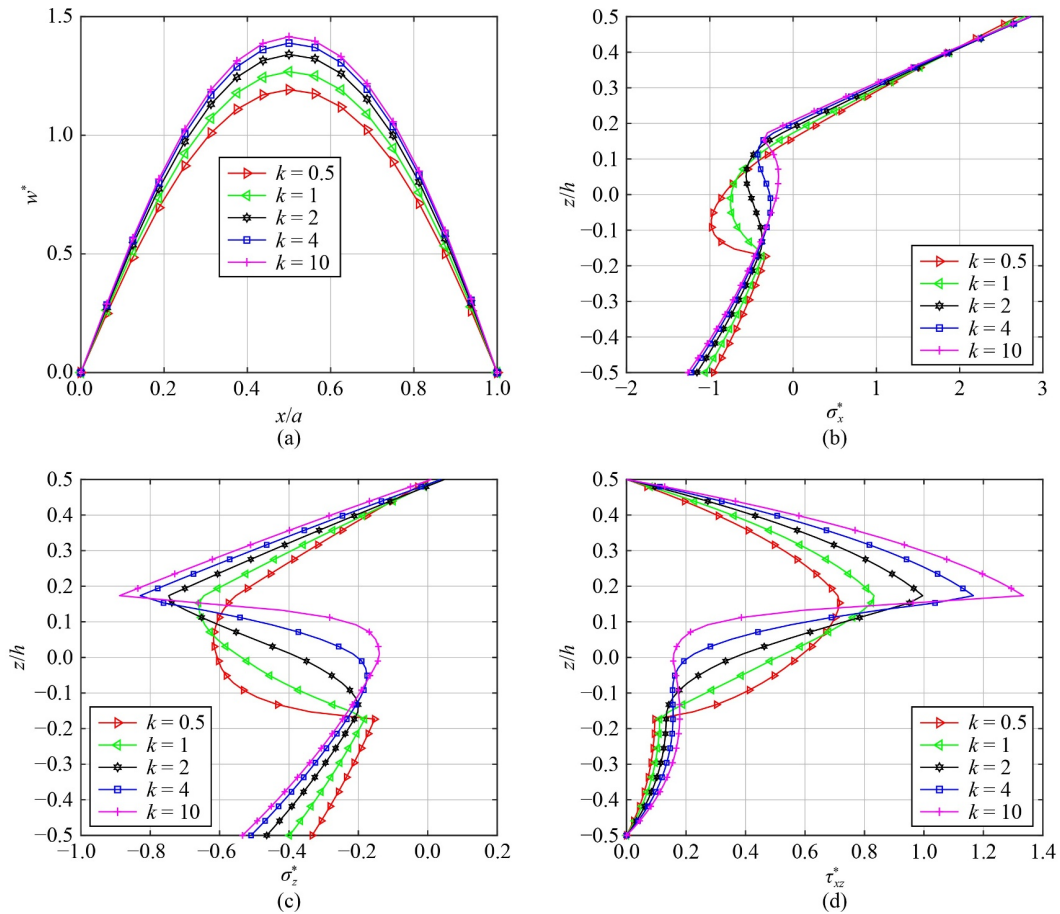 1.5
1.0
0.5
0.0
w*
k = 0.5
k = 1
k = 2
k = 4
k = 10
0.0 0.2 0.4 0.6 0.8 1.0
x/a
(a)
0.5
0.4
0.3
0.2
0.1
0.0
−0.1
−0.2
−0.3
−0.4
−0.5
z/h
k = 0.5
k = 1
k = 2
k = 4
k = 10
−2 −1 0 1 2 3
σx*
(b)
0.5
0.4
0.3
0.2
0.1
0.0
−0.1
−0.2
−0.3
−0.4
−0.5
z/h
k = 0.5
k = 1
k = 2
k = 4
k = 10
−1.0 −0.8 −0.6 −0.4 −0.2 0.0 0.2
σz*
(c)
0.5
0.4
0.3
0.2
0.1
0.0
−0.1
−0.2
−0.3
−0.4
−0.5
z/h
k = 0.5
k = 1
k = 2
k = 4
k = 10
0.0 0.2 0.4 0.6 0.8 1.0 1.2 1.4
τxz*
(d)